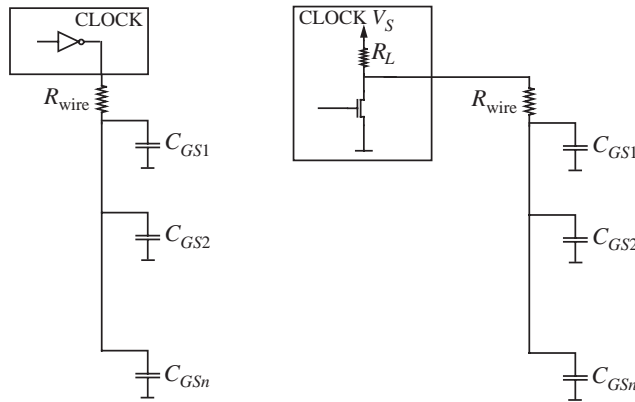 CLOCK
R_wire
C_GS1
C_GS2
C_GSn
CLOCK V_S
R_L
R_wire
C_GS1
C_GS2
C_GSn